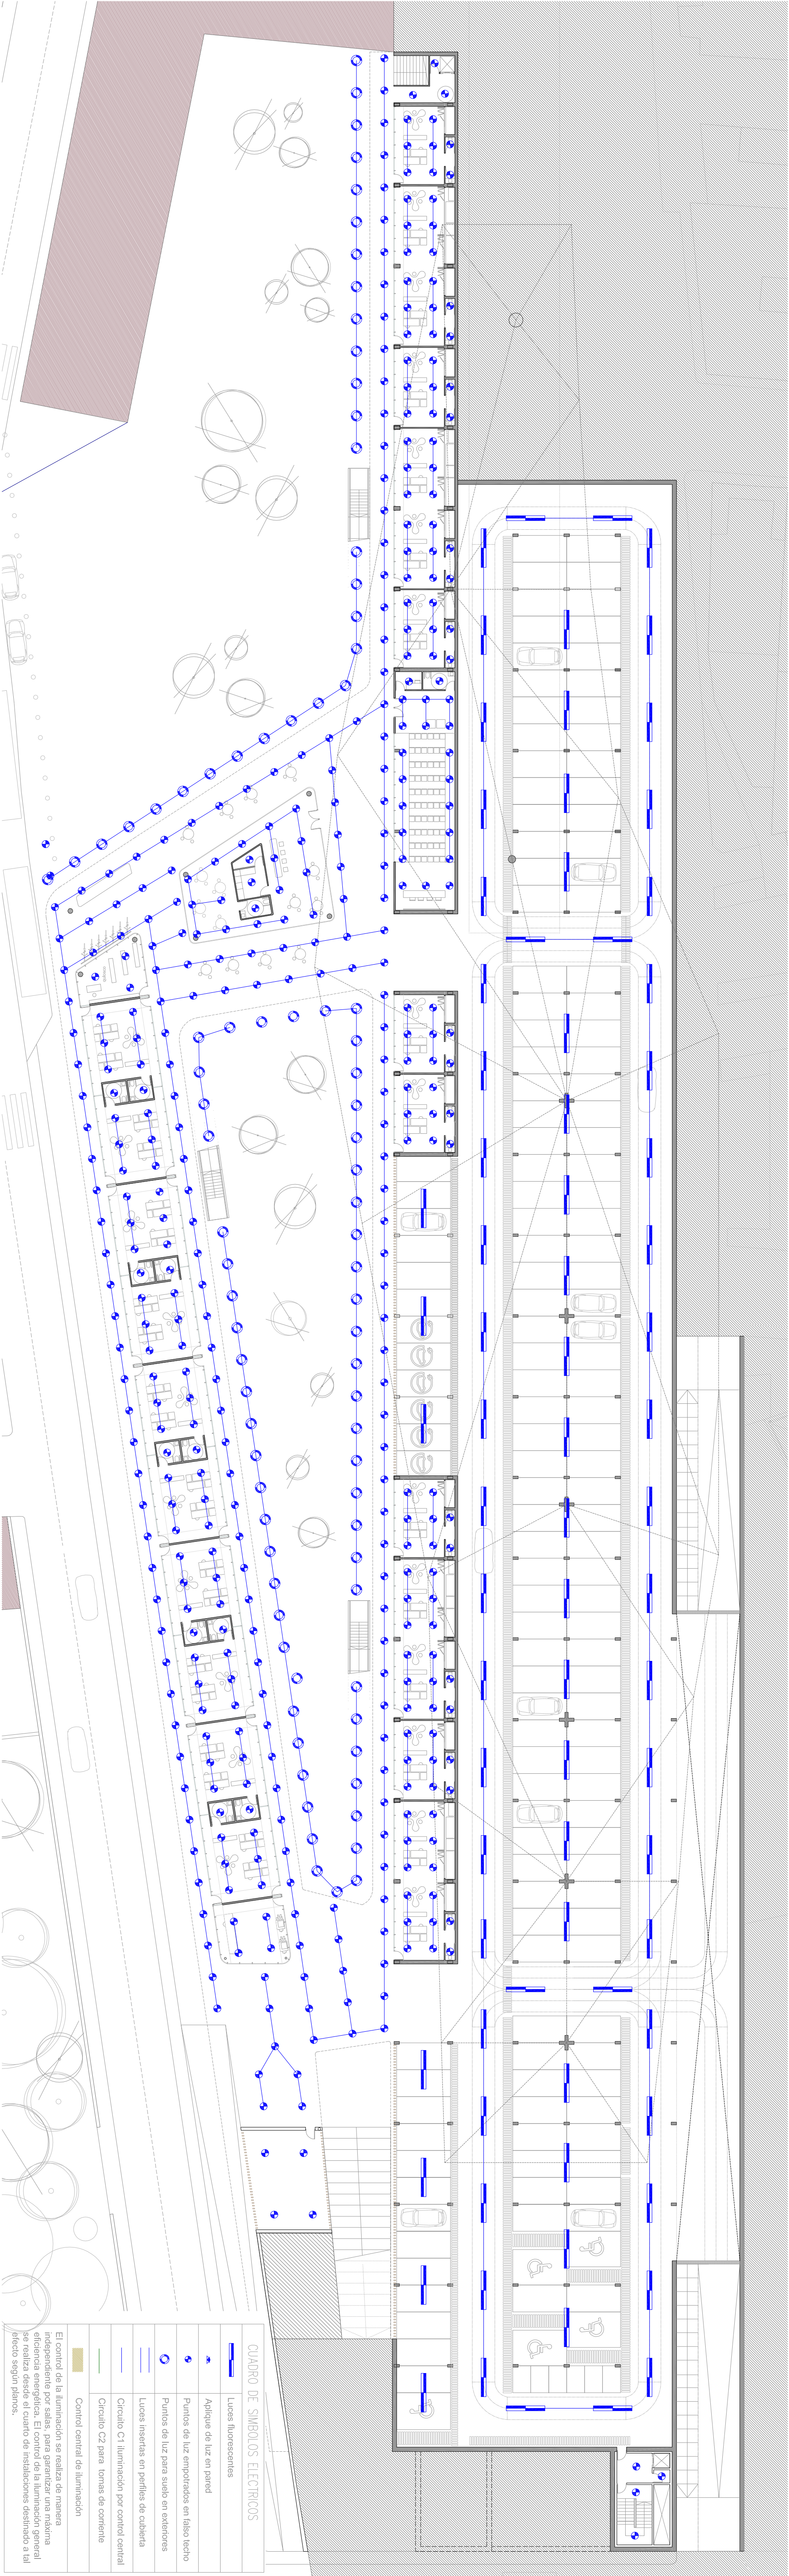 CUADRO DE SIMBOLOS ELECTRICOS
Luces fluorescentes
Aplique de luz en pared
Puntos de luz empotrados en falso techo
Puntos de luz para suelo en exteriores
Luces insertas en perfiles de cubierta
Circuito C1 iluminación por control central
Circuito C2 para tomas de corriente
Control central de iluminación
El control de la iluminación se realiza de manera
independiente por salas, para garantizar una máxima
eficiencia energética. El control de la iluminación general
se realiza desde el cuarto de instalaciones destinado a tal
efecto según planos.